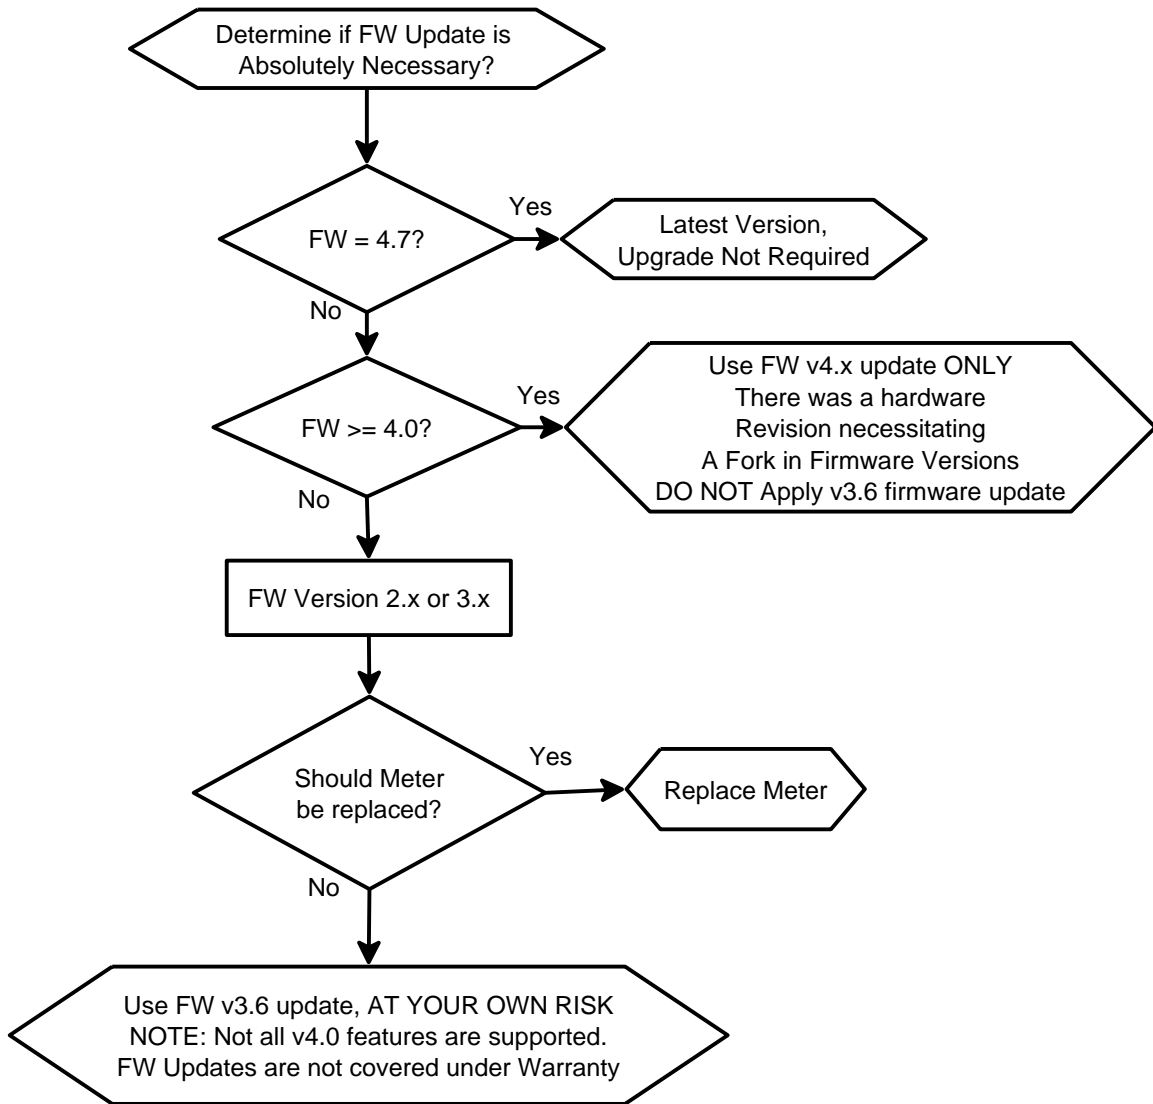 Determine if FW Update is
Absolutely Necessary?
FW = 4.7?
Yes
Latest Version,
Upgrade Not Required
No
FW >= 4.0?
Yes
Use FW v4.x update ONLY
There was a hardware
Revision necessitating
A Fork in Firmware Versions
DO NOT Apply v3.6 firmware update
No
FW Version 2.x or 3.x
Should Meter
be replaced?
Yes
Replace Meter
No
Use FW v3.6 update, AT YOUR OWN RISK
NOTE: Not all v4.0 features are supported.
FW Updates are not covered under Warranty